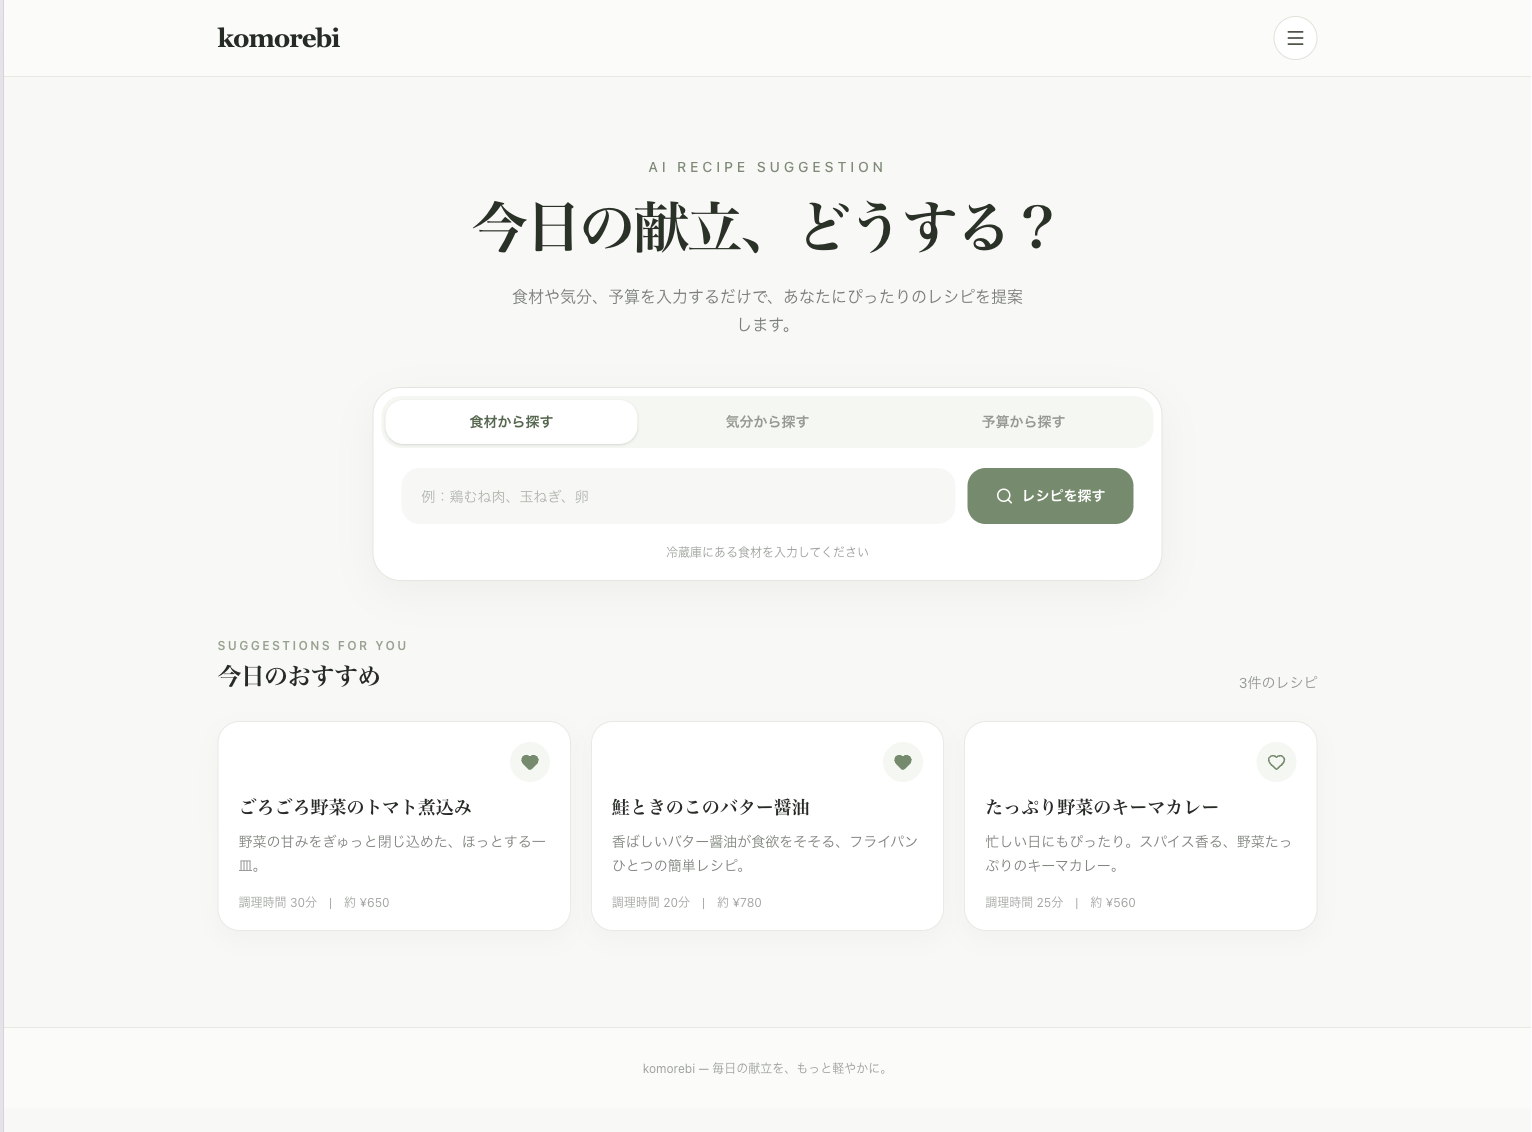 komorebi
AI RECIPE SUGGESTION
今日の献立、どうする？
食材や気分、予算を入力するだけで、あなたにぴったりのレシピを提案
します。
食材から探す
気分から探す
予算から探す
例：鶏むね肉、玉ねぎ、卵
レシピを探す
冷蔵庫にある食材を入力してください
SUGGESTIONS FOR YOU
今日のおすすめ
3件のレシピ
ごろごろ野菜のトマト煮込み
野菜の甘みをぎゅっと閉じ込めた、ほっとする一
皿。
調理時間 30分 | 約 ¥650
鮭ときのこのバター醤油
香ばしいバター醤油が食欲をそそる、フライパン
ひとつの簡単レシピ。
調理時間 20分 | 約 ¥780
たっぷり野菜のキーマカレー
忙しい日にもぴったり。スパイス香る、野菜たっ
ぷりのキーマカレー。
調理時間 25分 | 約 ¥560
komorebi — 毎日の献立を、もっと軽やかに。